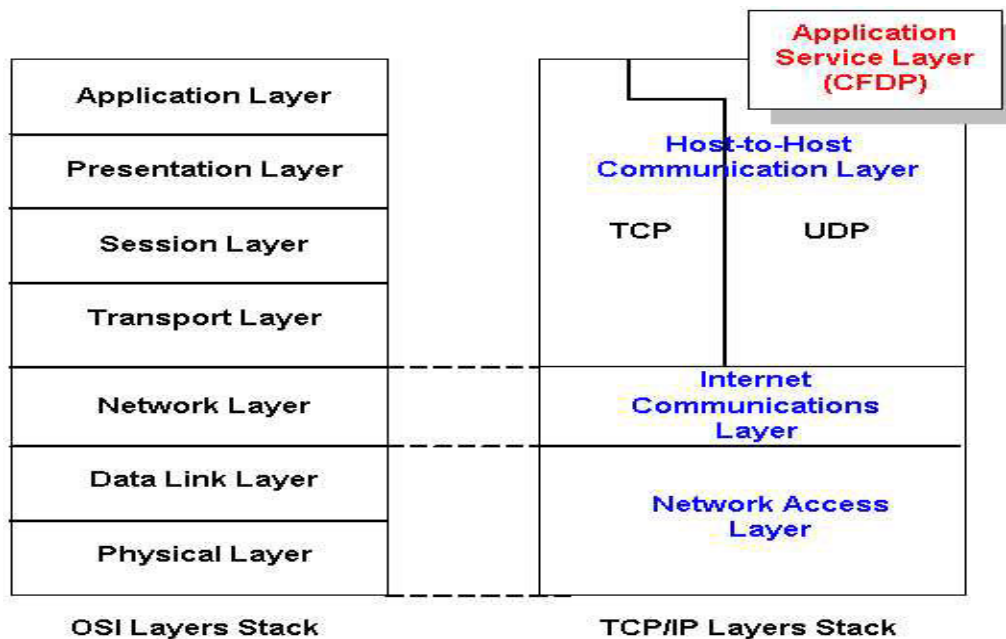 Application Layer
Presentation Layer
Session Layer
Transport Layer
Network Layer
Data Link Layer
Physical Layer
OSI Layers Stack
Application
Service Layer
(CFDP)
Host-to-Host
Communication Layer
TCP
UDP
Internet
Communications
Layer
Network Access
Layer
TCP/IP Layers Stack